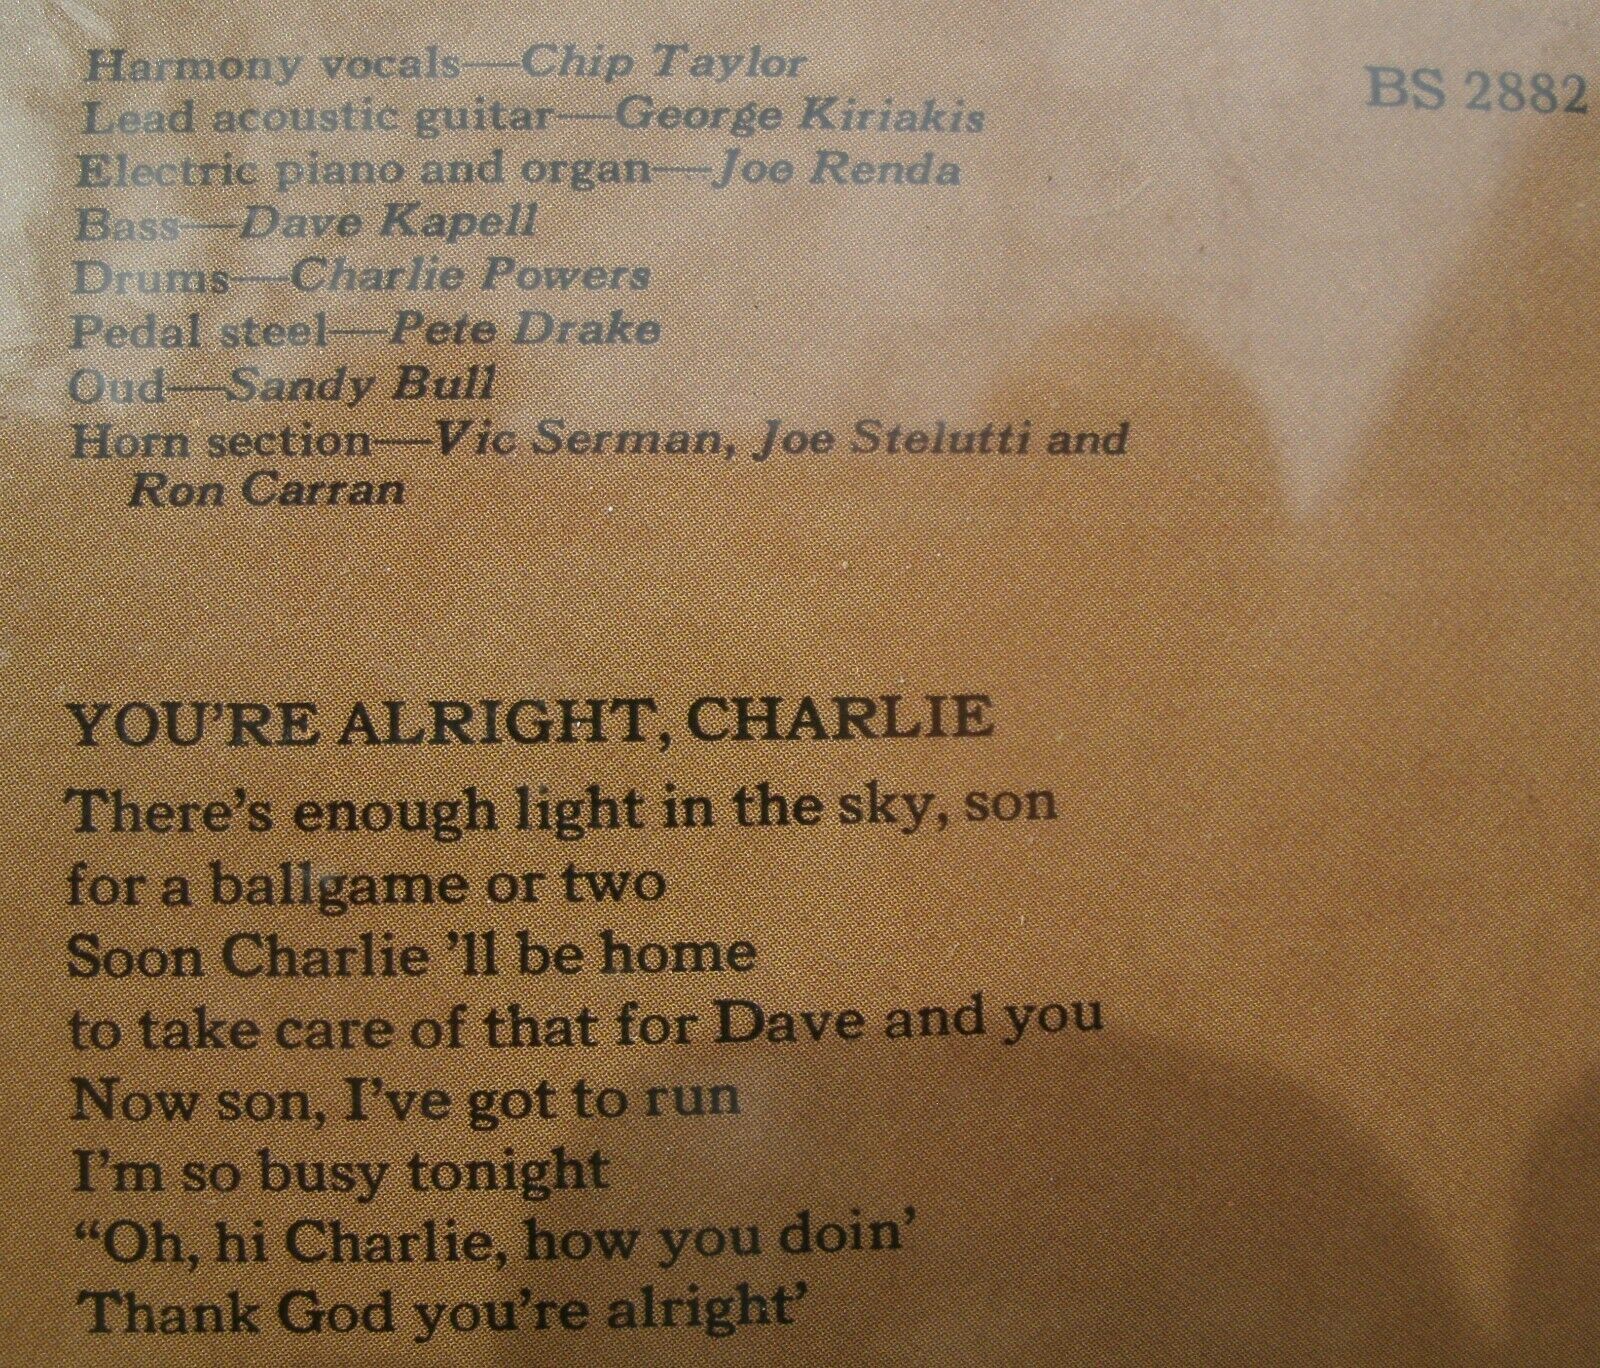 Harmony vocals—Chip Taylor
BS 2882
Lead acoustic guitar—George Kiriakis
Electric piano and organ—Joe Renda
Bass—Dave Kapell
Drums—Charlie Powers
Pedal steel—Pete Drake
Oud—Sandy Bull
Horn section—Vic Serman, Joe Stelutti and
Ron Carran
YOU'RE ALRIGHT, CHARLIE
There's enough light in the sky, son
for a ballgame or two
Soon Charlie 'll be home
to take care of that for Dave and you
Now son, I've got to run
I'm so busy tonight
“Oh, hi Charlie, how you doin'
Thank God you're alright'